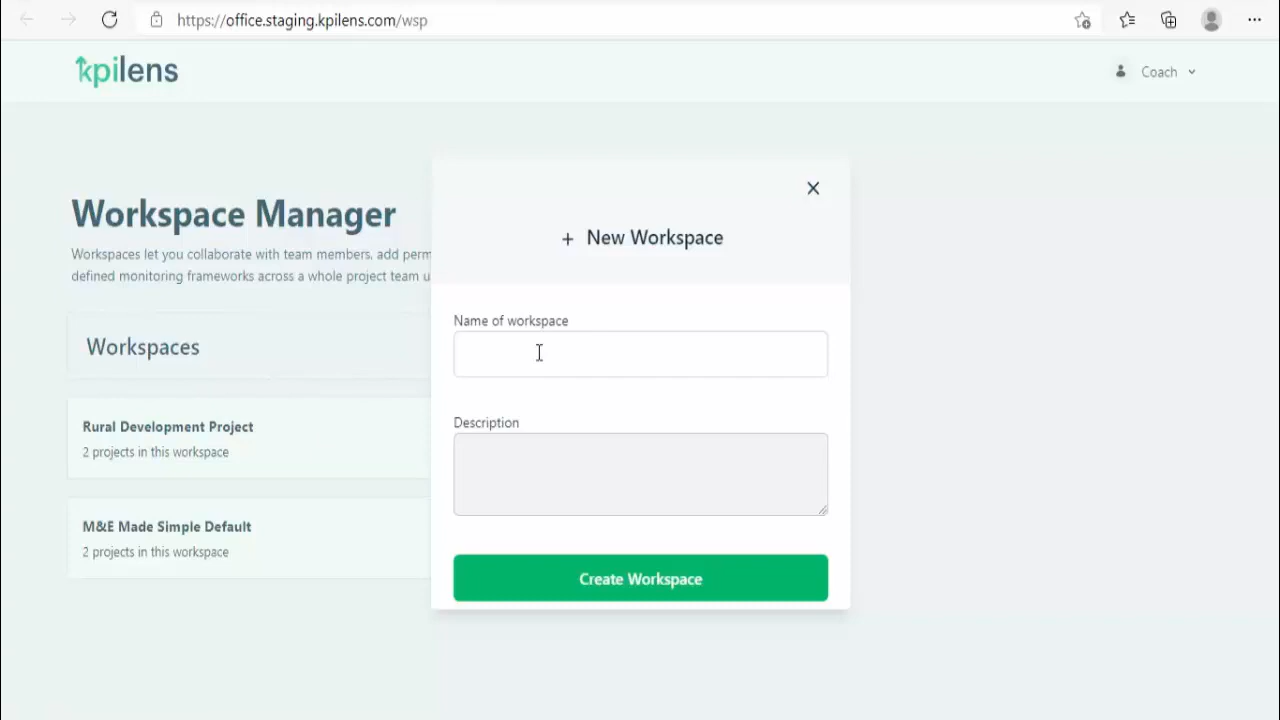 https://office.staging.kpilens.com/wsp
kpilens
Coach
Workspace Manager
Workspaces let you collaborate with team members, add perm
defined monitoring frameworks across a whole project team u
Workspaces
Rural Development Project
2 projects in this workspace
M&E Made Simple Default
2 projects in this workspace
+ New Workspace
Name of workspace
Description
Create Workspace